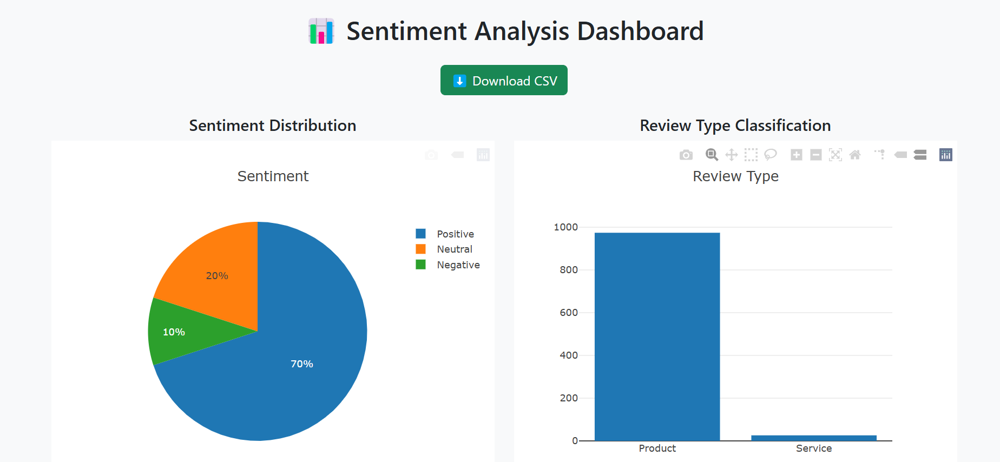 Sentiment Analysis Dashboard
Download CSV
Sentiment Distribution
Sentiment
Positive
Neutral
Negative
20%
10%
70%
Review Type Classification
Review Type
1000
800
600
400
200
0
Product Service